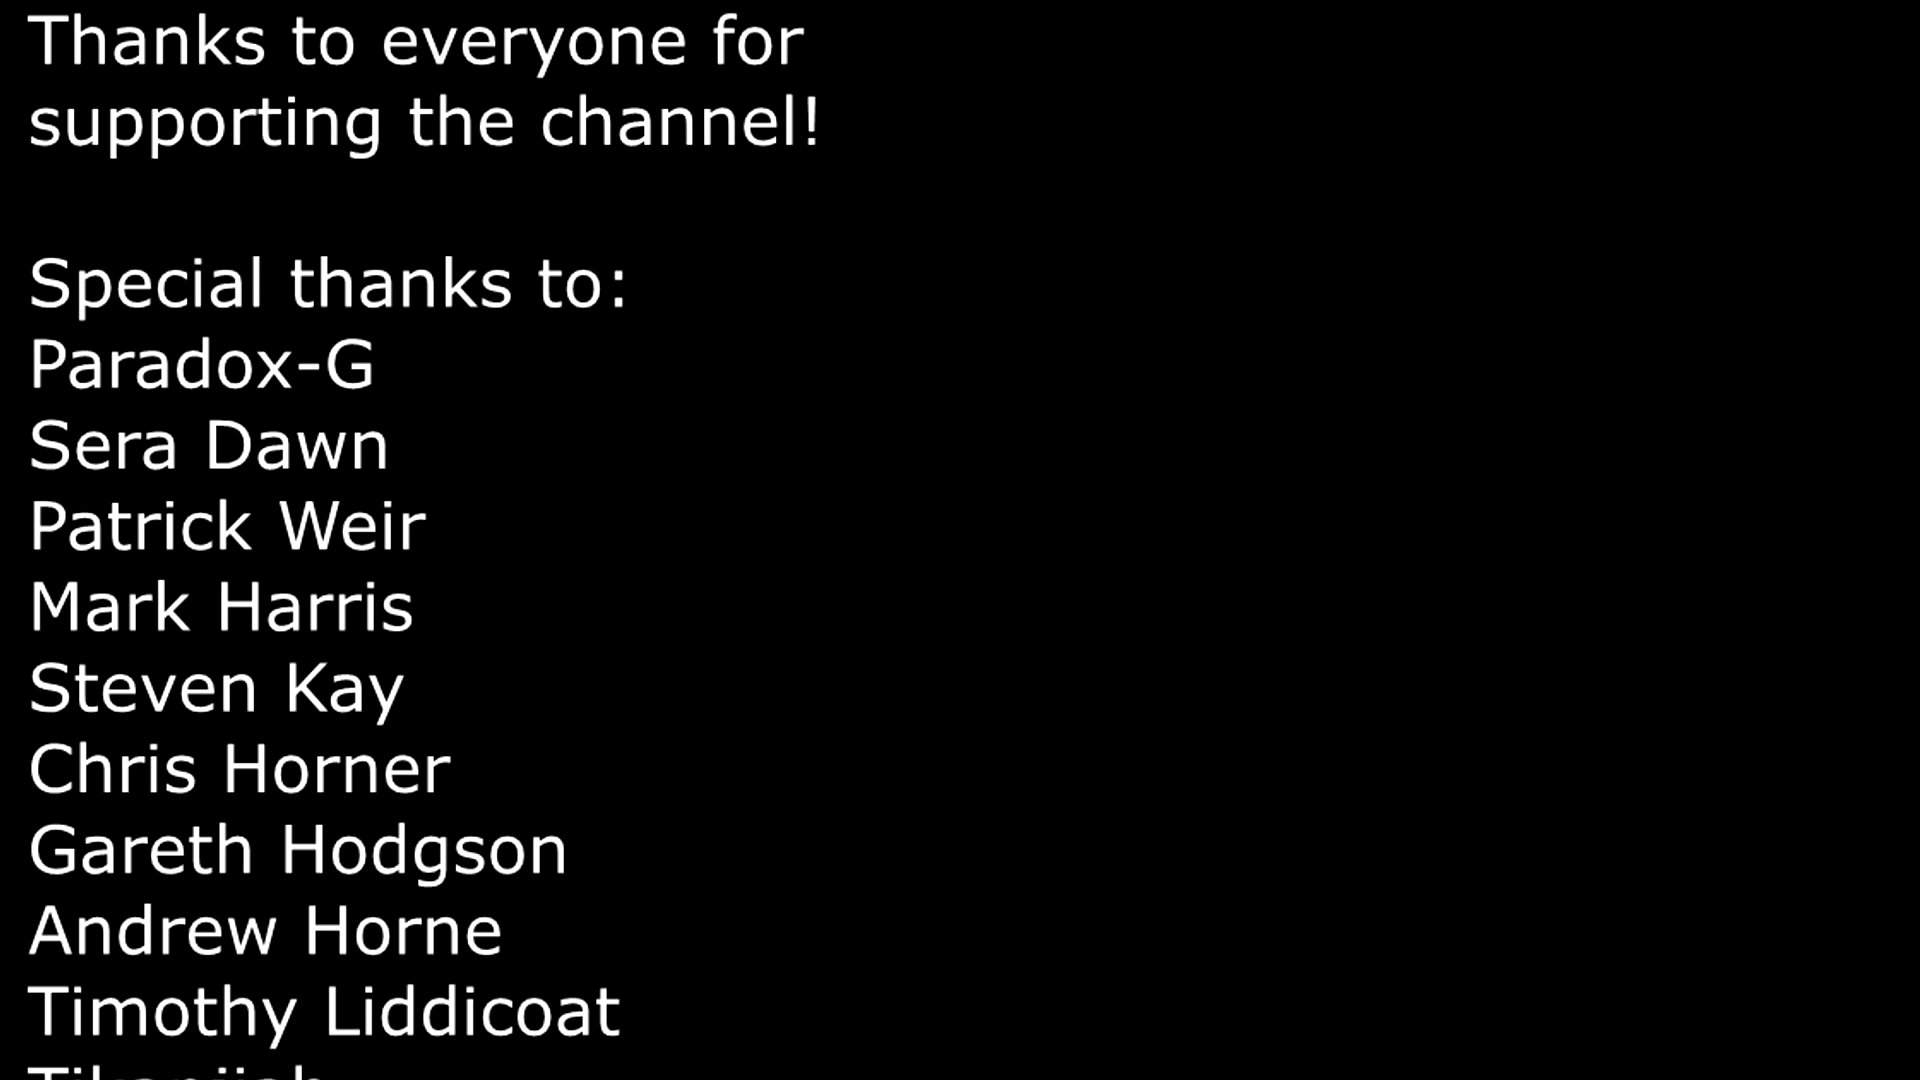 Thanks to everyone for
supporting the channel!
Special thanks to:
Paradox-G
Sera Dawn
Patrick Weir
Mark Harris
Steven Kay
Chris Horner
Gareth Hodgson
Andrew Horne
Timothy Liddicoat